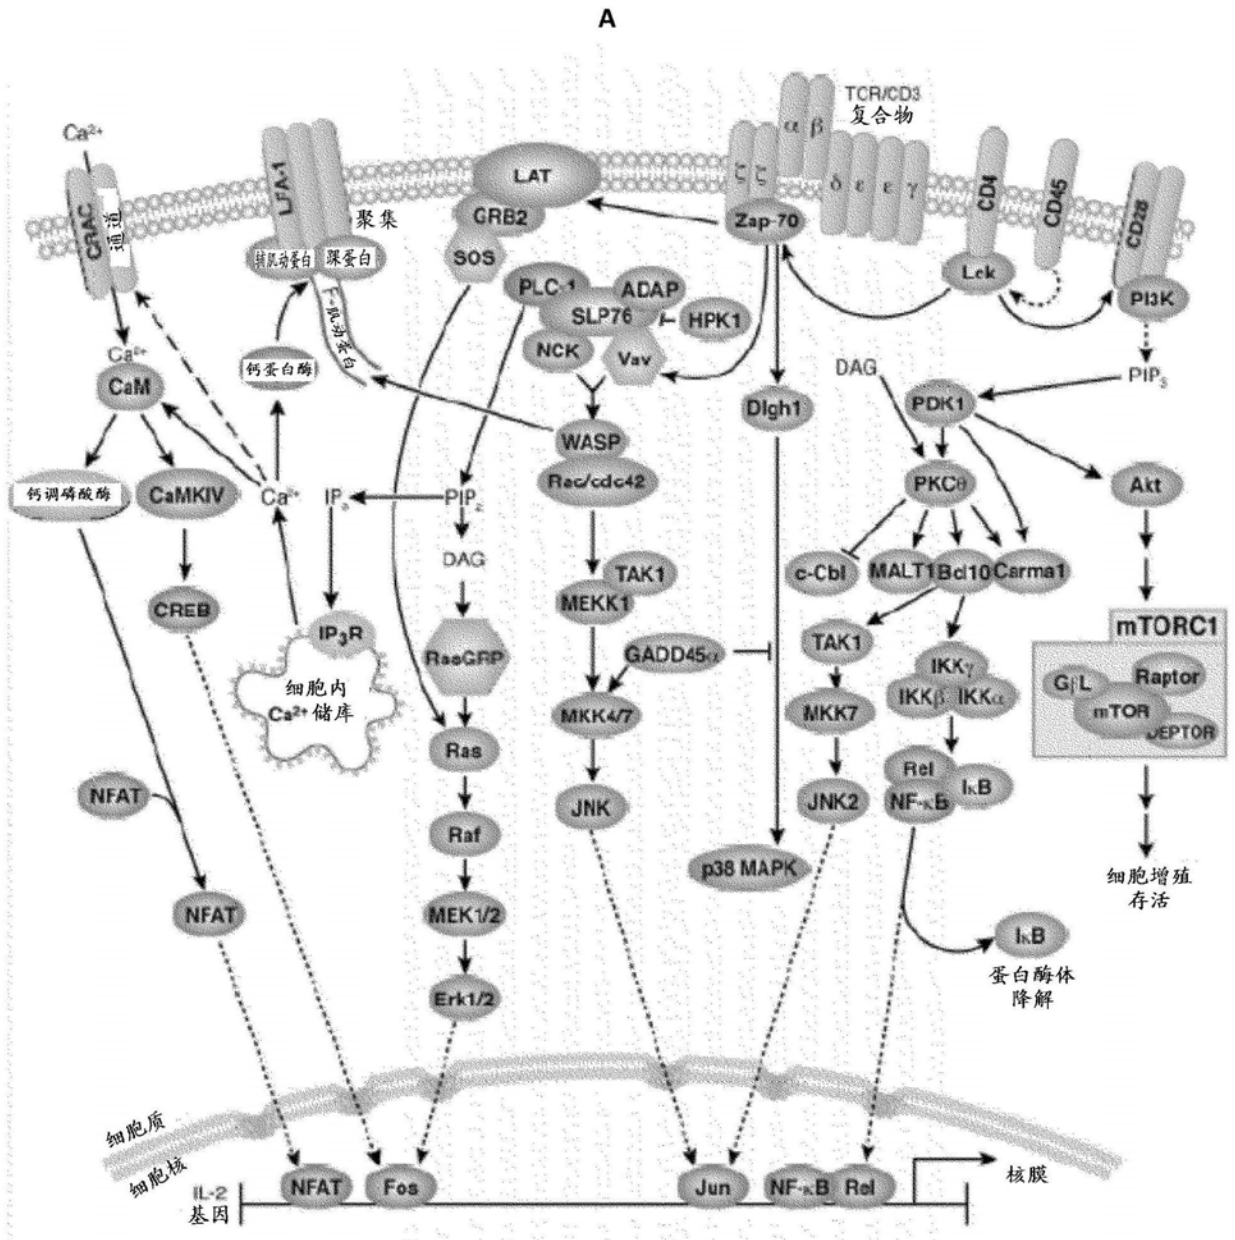 A
TCR/CD3
复合物
Ca²⁺
CRAC
通道
LFA-1
聚集
辅肌动蛋白
踝蛋白
F-肌动蛋白
LAT
GRB2
SOS
α
β
ζ
ζ
δ
ε
ε
γ
Zap-70
CD4
CD45
CD28
Lck
PI3K
PLC-1
ADAP
SLP76
HPK1
NCK
Vav
Ca²⁺
CaM
钙蛋白酶
DAG
PIP₃
PDK1
Dlgh1
WASP
Rac/cdc42
钙调磷酸酶
CaMKIV
Ca²⁺
IP₃
PIP₂
PKCθ
Akt
DAG
TAK1
MEKK1
c-Cbl
MALT1
Bcl10
Carma1
CREB
IP₃R
RasGRP
GADD45α
TAK1
mTORC1
细胞内
Ca²⁺储库
IKKγ
IKKβ
IKKα
GβL
Raptor
mTOR
DEPTOR
MKK4/7
MKK7
Ras
Rel
NF-κB
IκB
NFAT
JNK
JNK2
Raf
p38 MAPK
细胞增殖
存活
NFAT
MEK1/2
IκB
蛋白酶体
降解
Erk1/2
细胞质
细胞核
IL-2
基因
NFAT
Fos
Jun
NF-κB
Rel
核膜